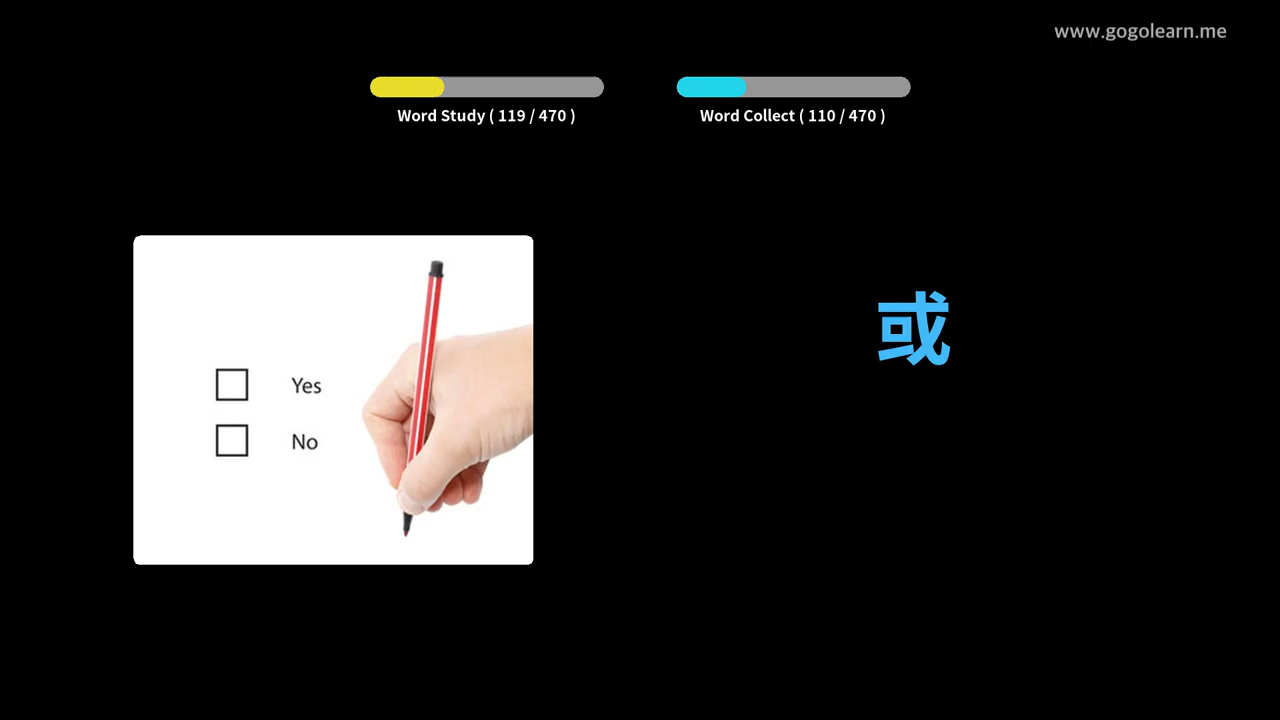 www.gogolearn.me
Word Study ( 119 / 470 )
Word Collect ( 110 / 470 )
Yes
No
或